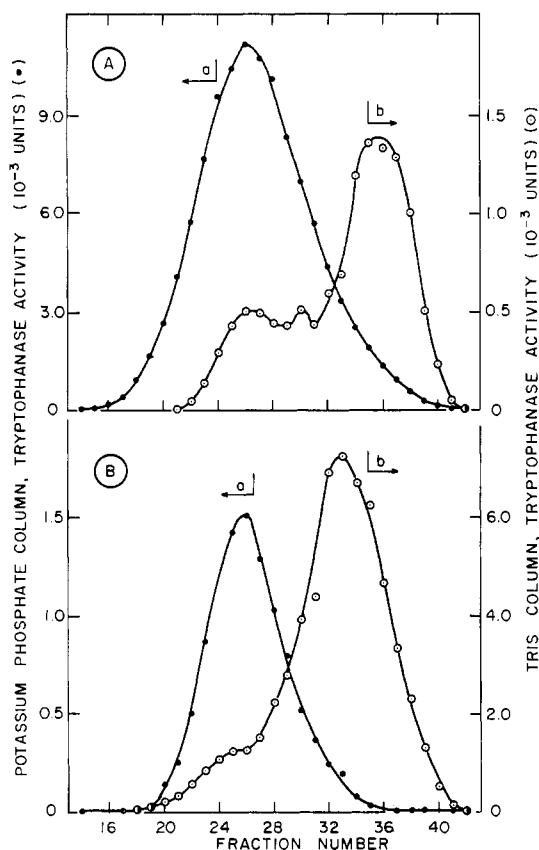 POTASSIUM PHOSPHATE COLUMN, TRYPTOPHANASE ACTIVITY (10⁻³ UNITS) (•)
A
a
b
9.0
6.0
3.0
0
1.5
1.0
0.5
0
B
a
b
1.5
1.0
0.5
0
6.0
4.0
2.0
0
16 20 24 28 32 36 40
FRACTION NUMBER
TRIS COLUMN, TRYPTOPHANASE ACTIVITY (10⁻³ UNITS) (⊙)